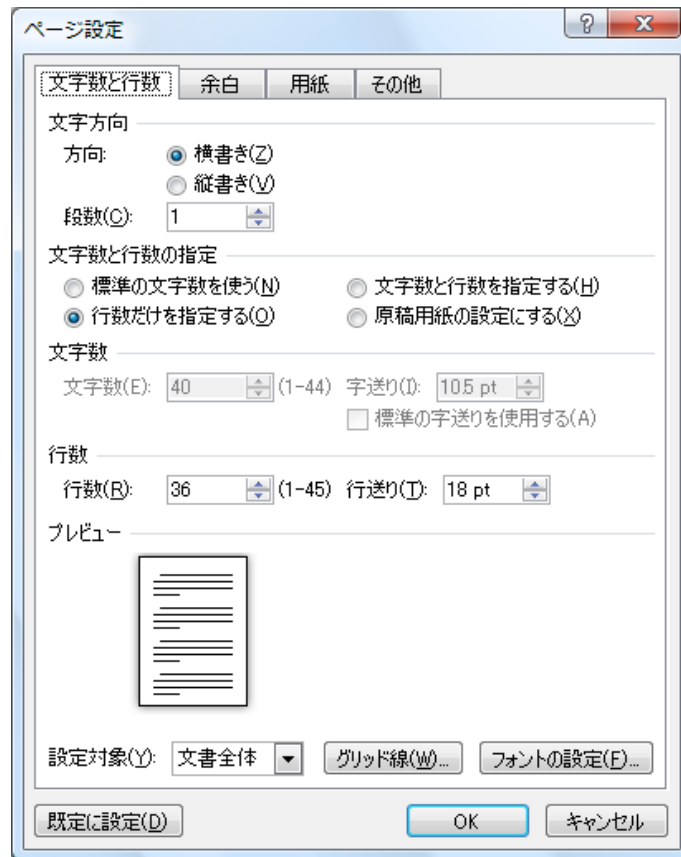 ページ設定
文字数と行数 余白 用紙 その他
文字方向
方向: 横書き(Z)
縦書き(V)
段数(C): 1
文字数と行数の指定
標準の文字数を使う(N) 文字数と行数を指定する(H)
行数だけを指定する(O) 原稿用紙の設定にする(X)
文字数
文字数(E): 40 (1-44) 字送り(I): 10.5 pt
標準の字送りを使用する(A)
行数
行数(R): 36 (1-45) 行送り(T): 18 pt
プレビュー
設定対象(Y): 文書全体 グリッド線(W)... フォントの設定(F)...
既定に設定(D) OK キャンセル